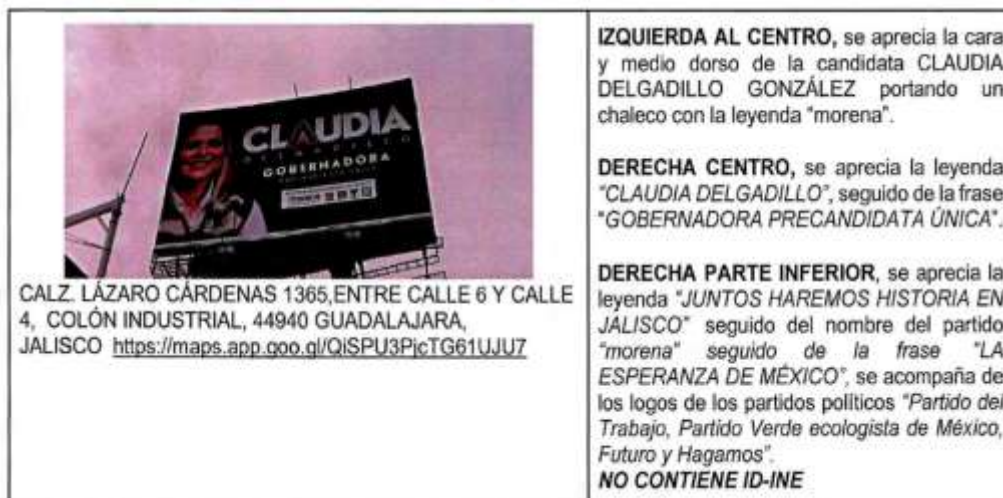 CLAUDIA
DELGADILLO
GOBERNADORA
CALZ. LÁZARO CÁRDENAS 1365,ENTRE CALLE 6 Y CALLE
4, COLÓN INDUSTRIAL, 44940 GUADALAJARA,
JALISCO https://maps.app.goo.gl/QiSPU3PjcTG61UJU7
IZQUIERDA AL CENTRO, se aprecia la cara
y medio dorso de la candidata CLAUDIA
DELGADILLO GONZÁLEZ portando un
chaleco con la leyenda "morena".
DERECHA CENTRO, se aprecia la leyenda
"CLAUDIA DELGADILLO", seguido de la frase
"GOBERNADORA PRECANDIDATA ÚNICA".
DERECHA PARTE INFERIOR, se aprecia la
leyenda "JUNTOS HAREMOS HISTORIA EN
JALISCO" seguido del nombre del partido
"morena" seguido de la frase "LA
ESPERANZA DE MÉXICO", se acompaña de
los logos de los partidos políticos "Partido del
Trabajo, Partido Verde ecologista de México,
Futuro y Hagamos".
NO CONTIENE ID-INE